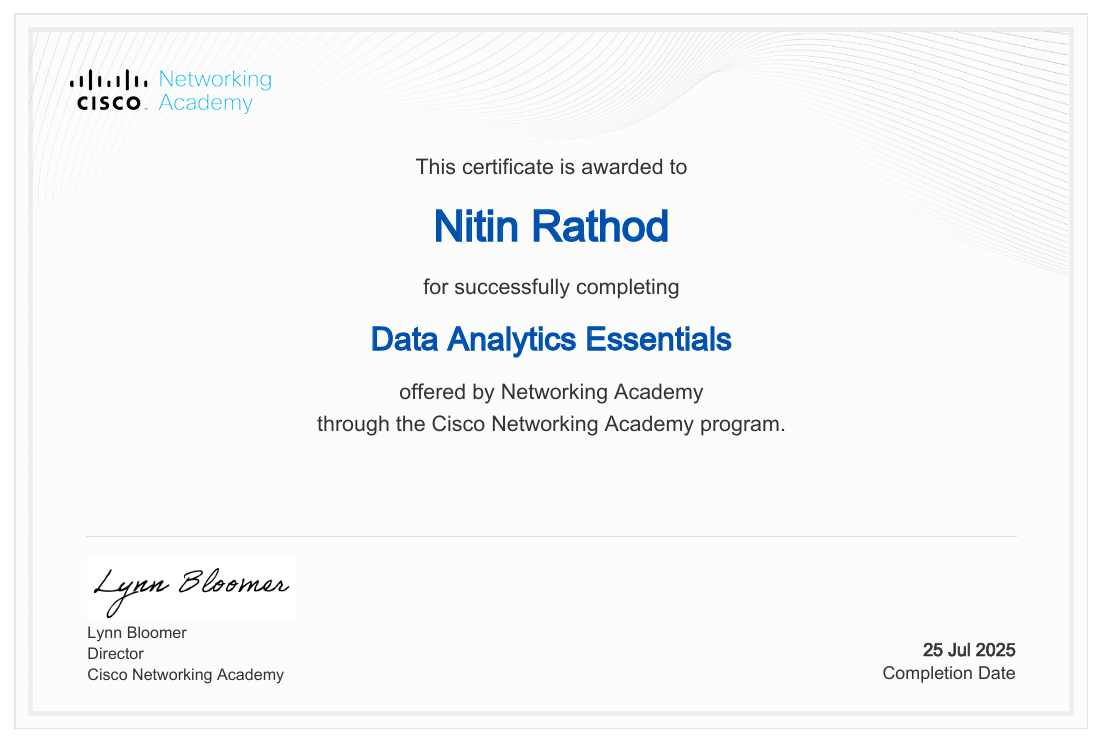 Networking
CISCO Academy
This certificate is awarded to
Nitin Rathod
for successfully completing
Data Analytics Essentials
offered by Networking Academy
through the Cisco Networking Academy program.
Lynn Bloomer
Lynn Bloomer
Director
Cisco Networking Academy
25 Jul 2025
Completion Date